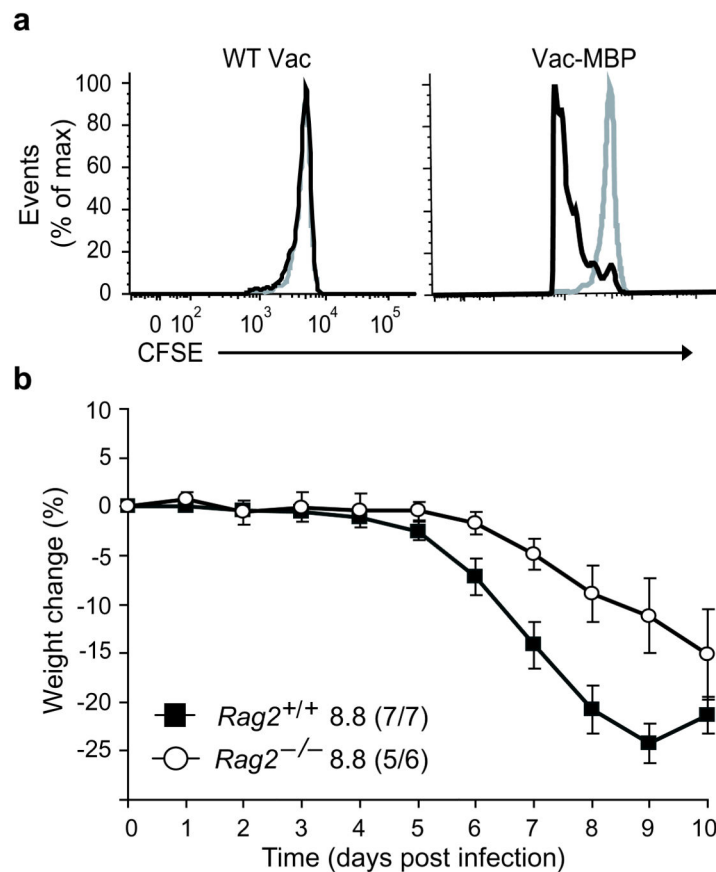 a
WT Vac
Vac-MBP
Events
(% of max)
100
80
60
40
20
0
0 10² 10³ 10⁴ 10⁵
CFSE
b
Weight change (%)
10
5
0
-5
-10
-15
-20
-25
Rag2+/+ 8.8 (7/7)
Rag2−/− 8.8 (5/6)
0 1 2 3 4 5 6 7 8 9 10
Time (days post infection)